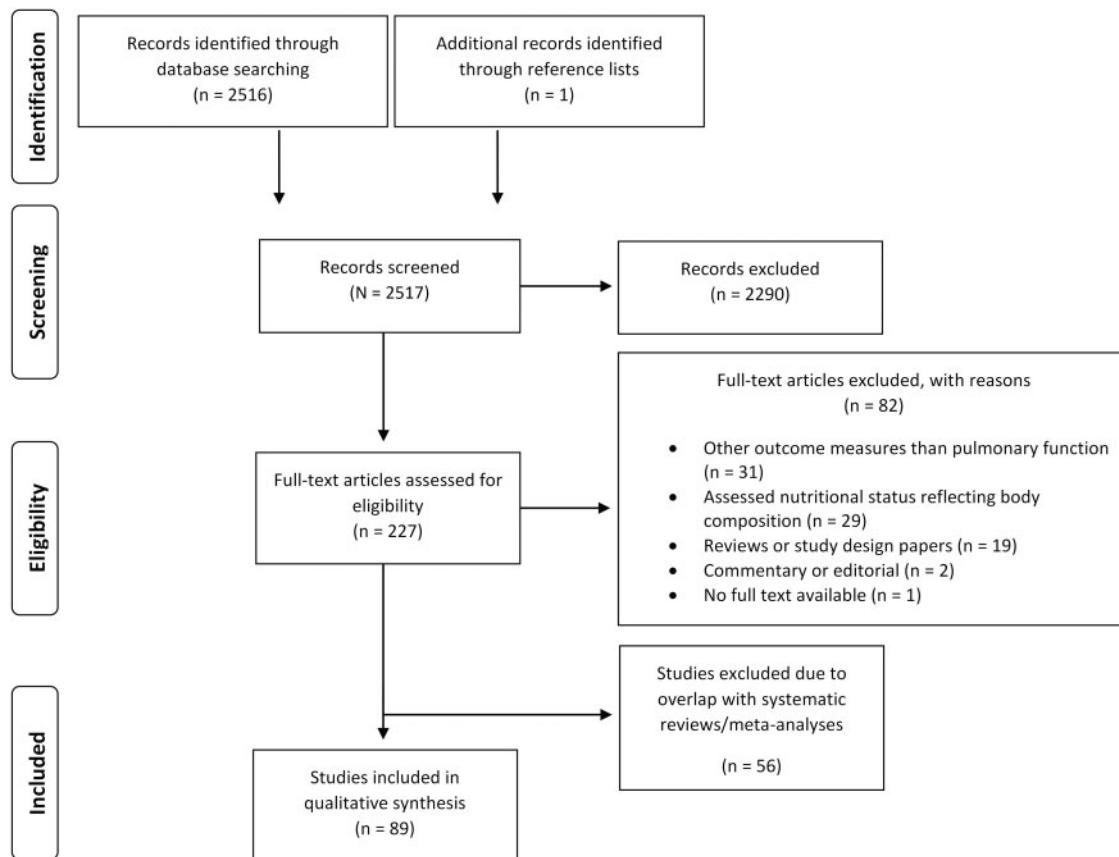 Identification
Records identified through
database searching
(n = 2516)
Additional records identified
through reference lists
(n = 1)
Screening
Records screened
(N = 2517)
Records excluded
(n = 2290)
Eligibility
Full-text articles assessed for
eligibility
(n = 227)
Full-text articles excluded, with reasons
(n = 82)
• Other outcome measures than pulmonary function
(n = 31)
• Assessed nutritional status reflecting body
composition (n = 29)
• Reviews or study design papers (n = 19)
• Commentary or editorial (n = 2)
• No full text available (n = 1)
Included
Studies excluded due to
overlap with systematic
reviews/meta-analyses
(n = 56)
Studies included in
qualitative synthesis
(n = 89)